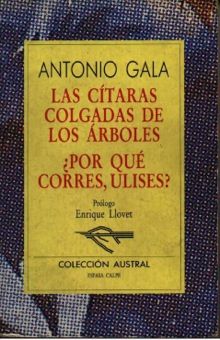 ANTONIO GALA
LAS CÍTARAS
COLGADAS DE
LOS ÁRBOLES
¿POR QUÉ
CORRES, ULISES?
Prólogo
Enrique Llovet
COLECCIÓN AUSTRAL
ESPASA CALPE